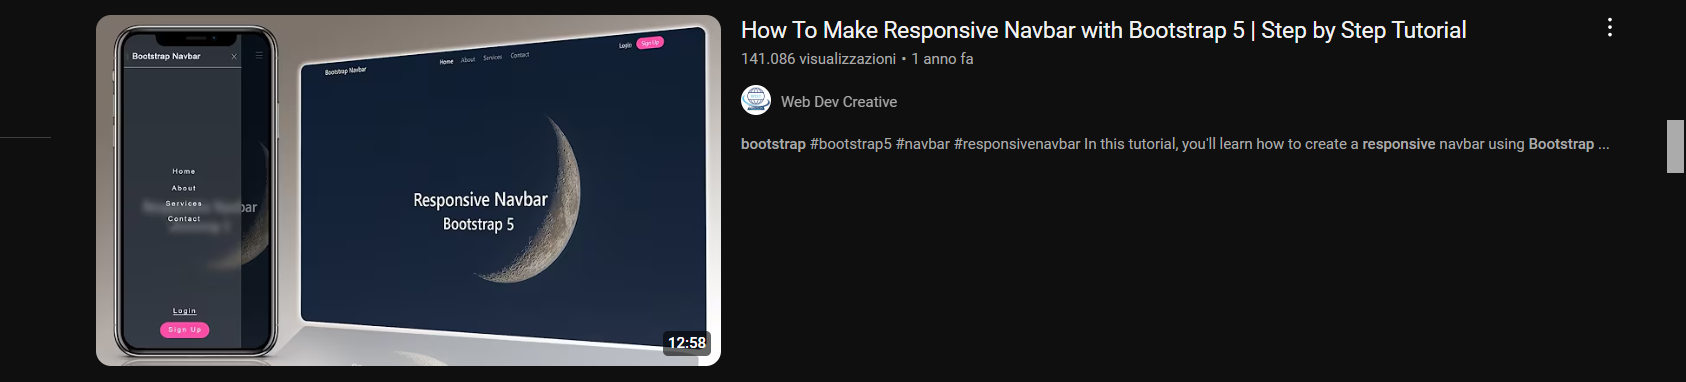 Bootstrap Navbar
Home
About
Services
Contact
Login
Sign Up
Bootstrap Navbar
Home About Services Contact
Login Sign Up
Responsive Navbar
Bootstrap 5
12:58
How To Make Responsive Navbar with Bootstrap 5 | Step by Step Tutorial
141.086 visualizzazioni • 1 anno fa
Web Dev Creative
bootstrap #bootstrap5 #navbar #responsivenavbar In this tutorial, you'll learn how to create a responsive navbar using Bootstrap ...